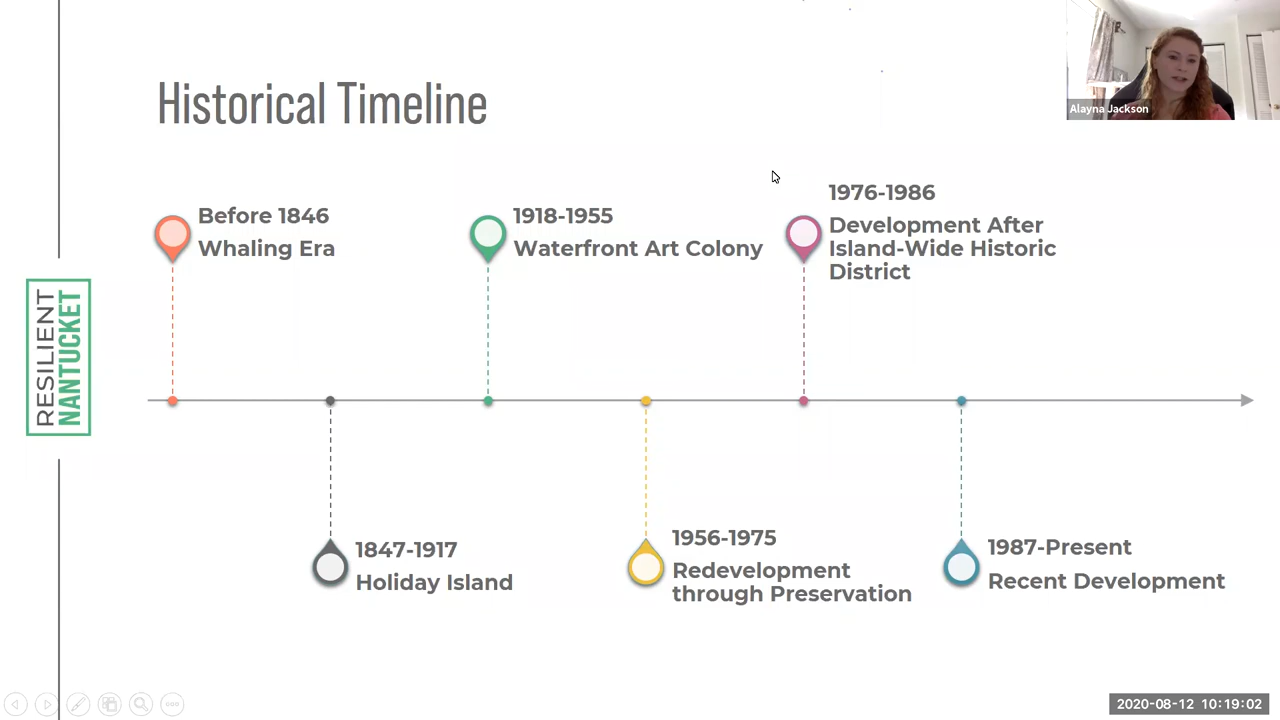 Historical Timeline
Alayna Jackson
Before 1846
Whaling Era
1918-1955
Waterfront Art Colony
1976-1986
Development After
Island-Wide Historic
District
RESILIENT
NANTUCKET
1847-1917
Holiday Island
1956-1975
Redevelopment
through Preservation
1987-Present
Recent Development
2020-08-12 10:19:02